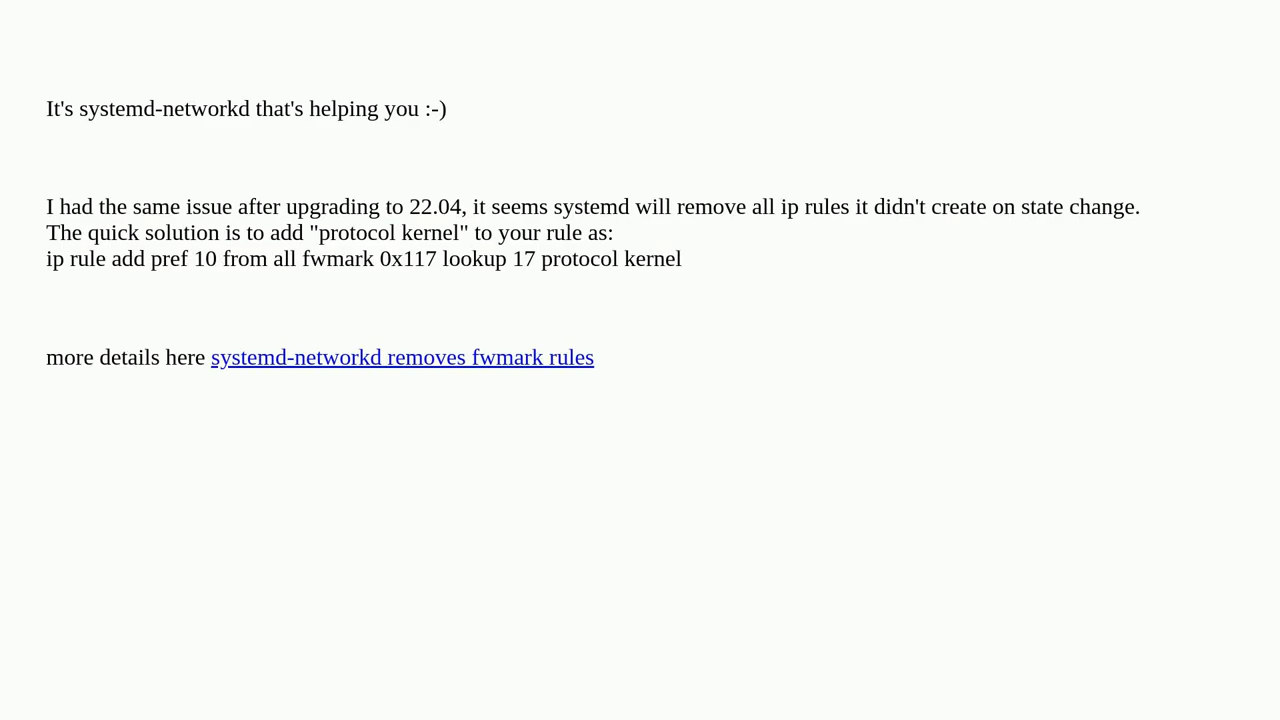 It's systemd-networkd that's helping you :-)
I had the same issue after upgrading to 22.04, it seems systemd will remove all ip rules it didn't create on state change.
The quick solution is to add "protocol kernel" to your rule as:
ip rule add pref 10 from all fwmark 0x117 lookup 17 protocol kernel
more details here systemd-networkd removes fwmark rules